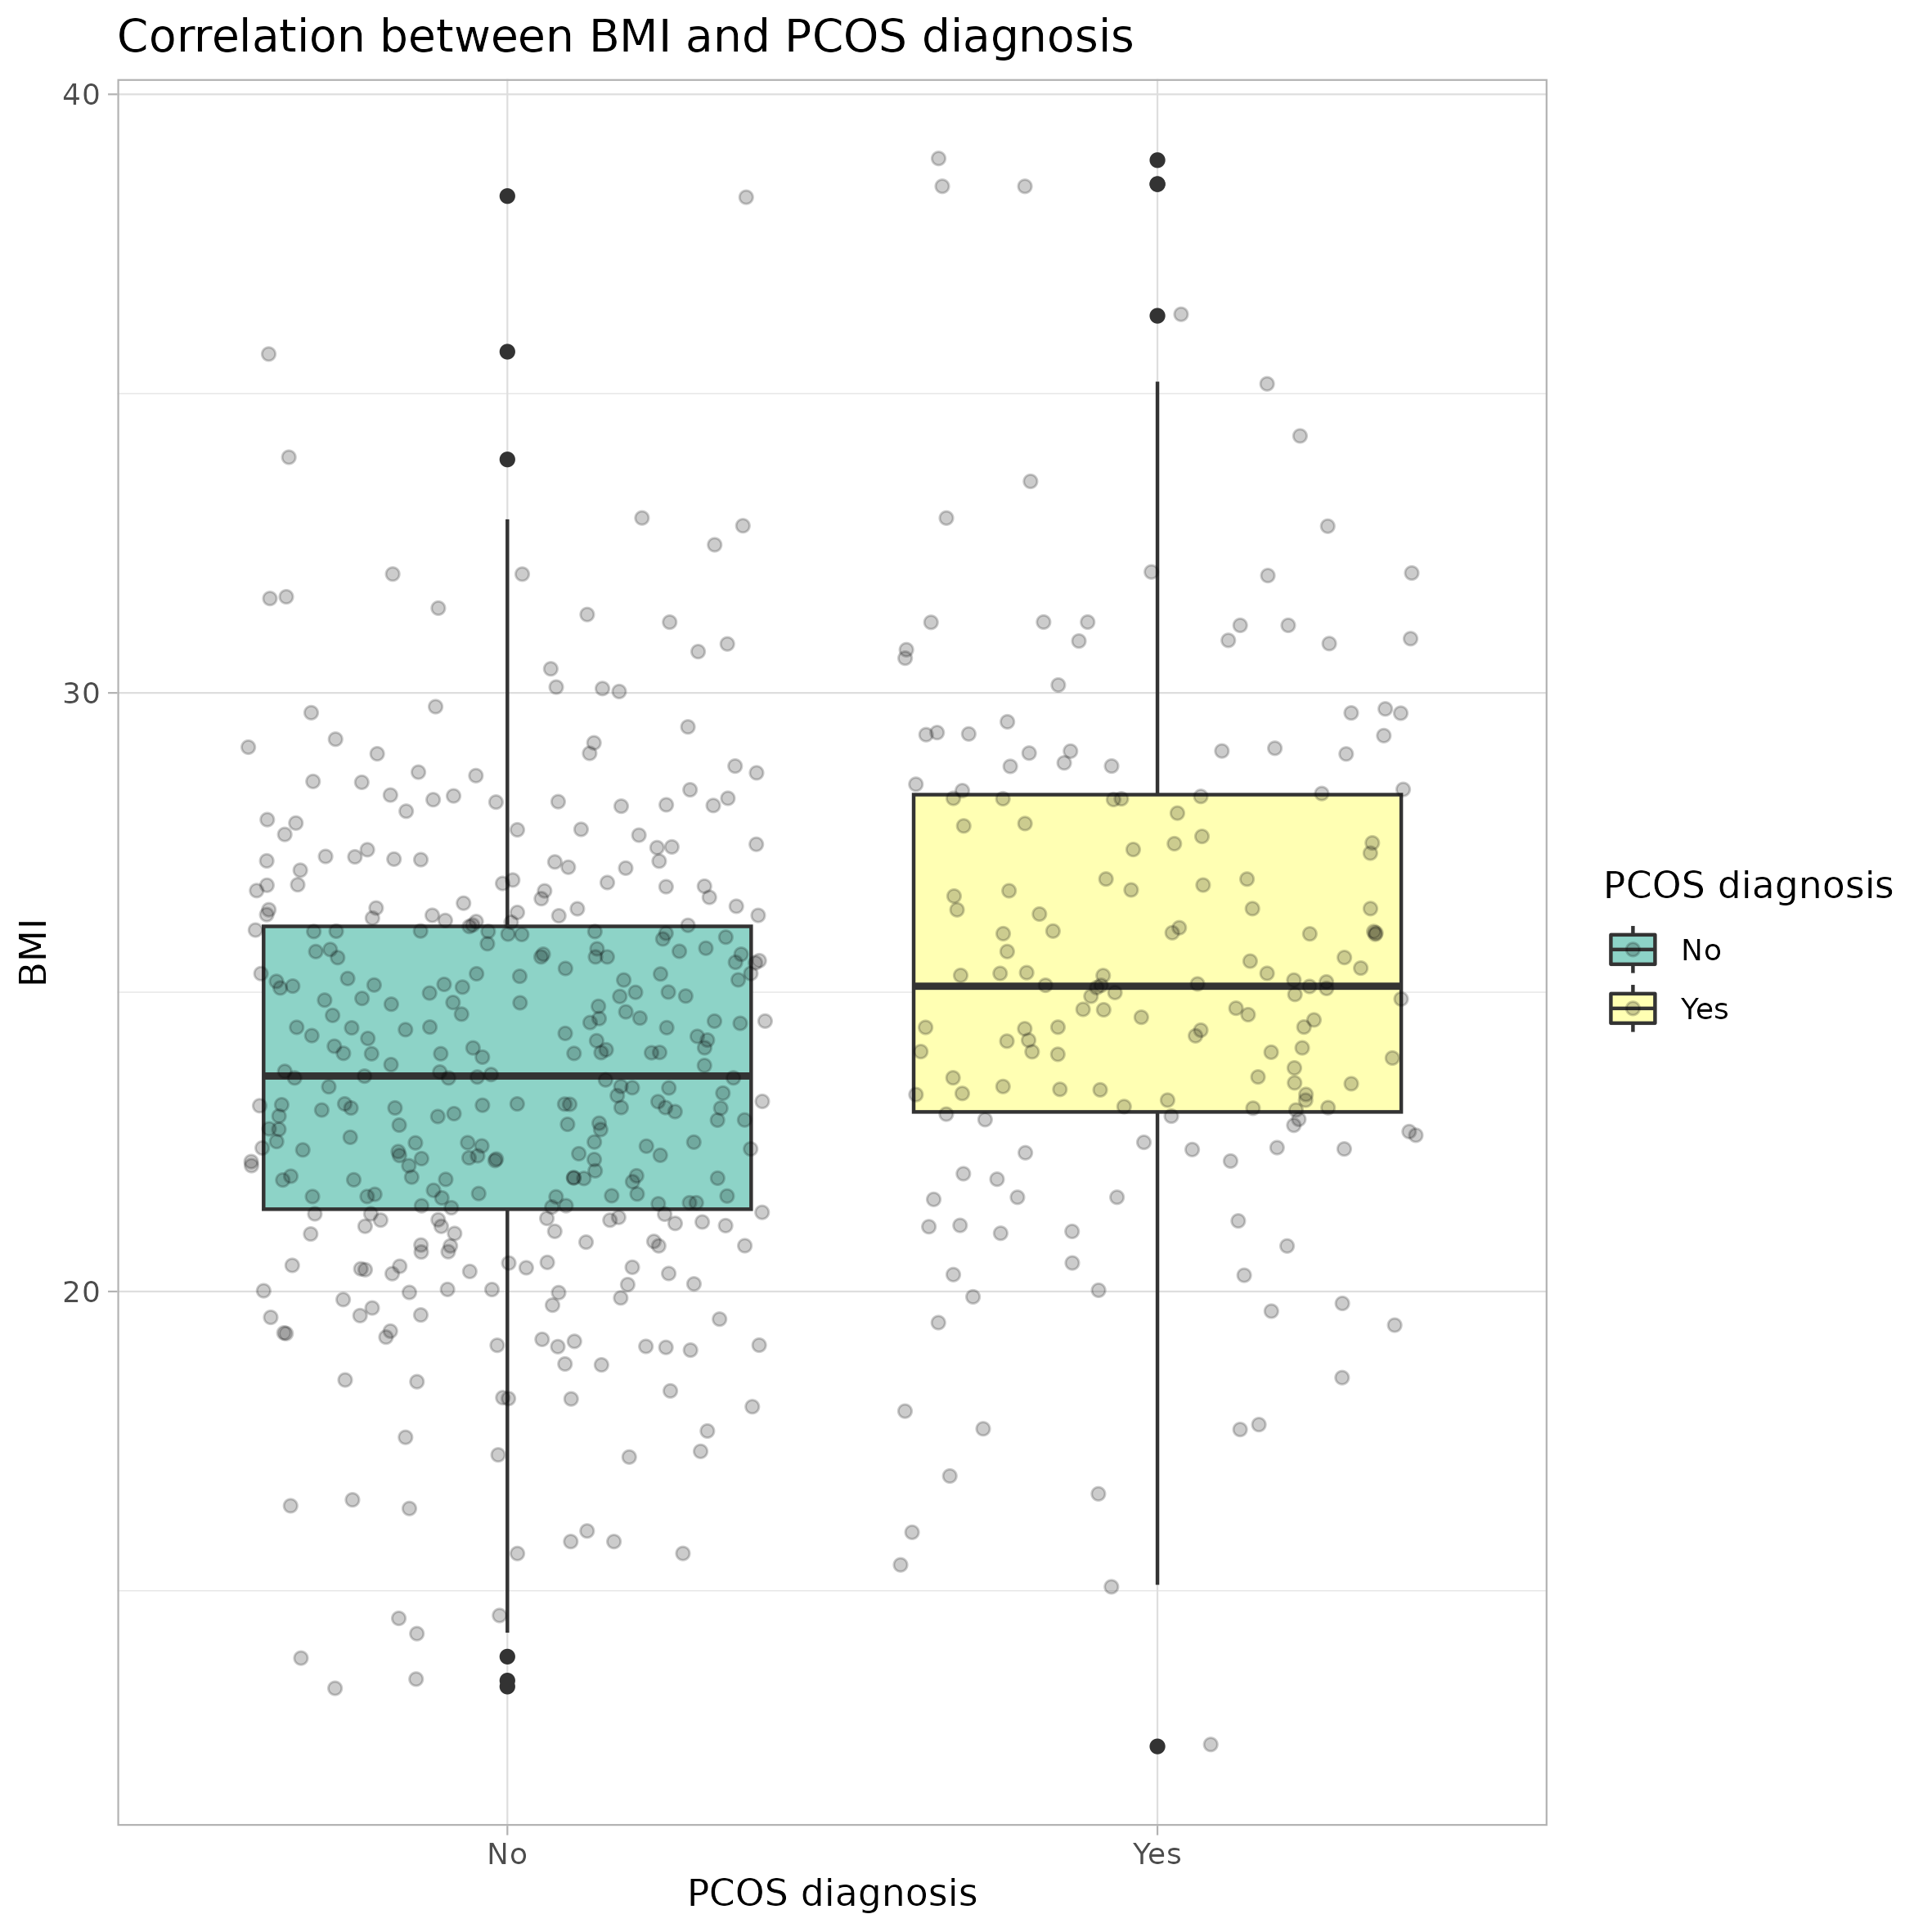 Correlation between BMI and PCOS diagnosis
40
30
20
BMI
No
Yes
PCOS diagnosis
PCOS diagnosis
No
Yes